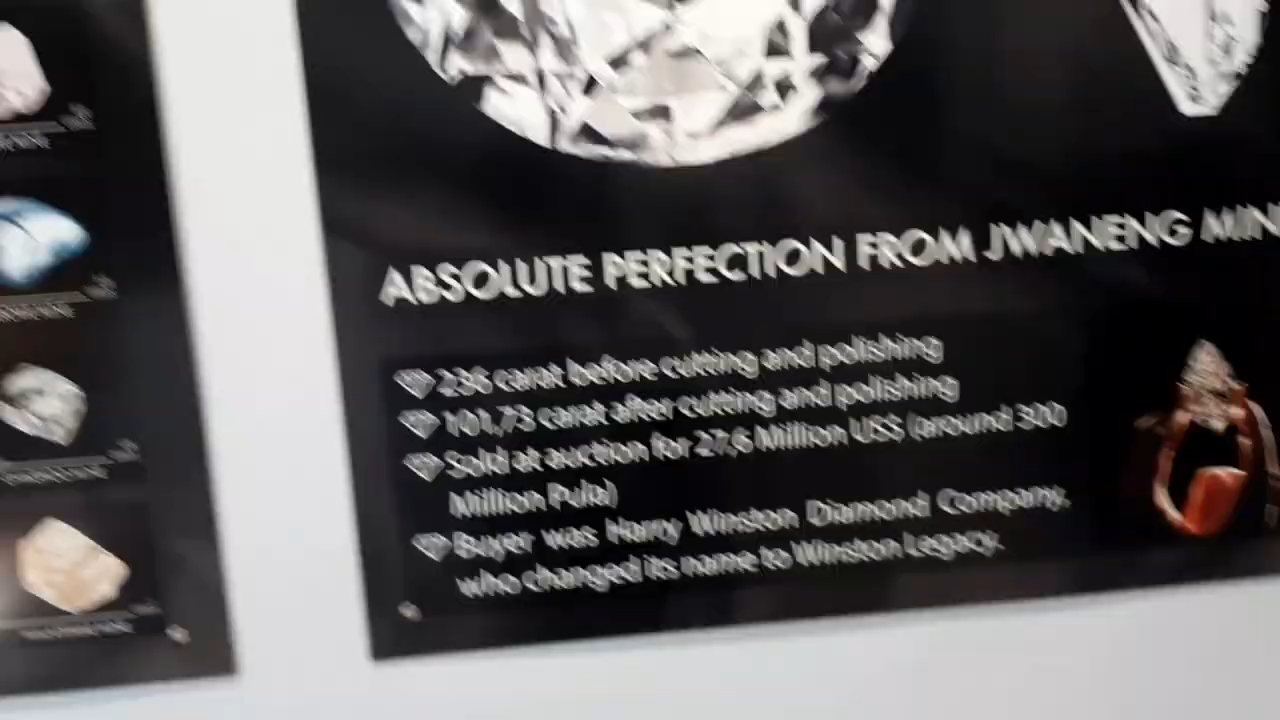 ABSOLUTE PERFECTION FROM JWANENG MIN
236 carat before cutting and polishing
101,73 carat after cutting and polishing
Sold at auction for 27,6 Million US$ (around 300
Million Pula)
Buyer was Harry Winston Diamond Company,
who changed its name to Winston Legacy.